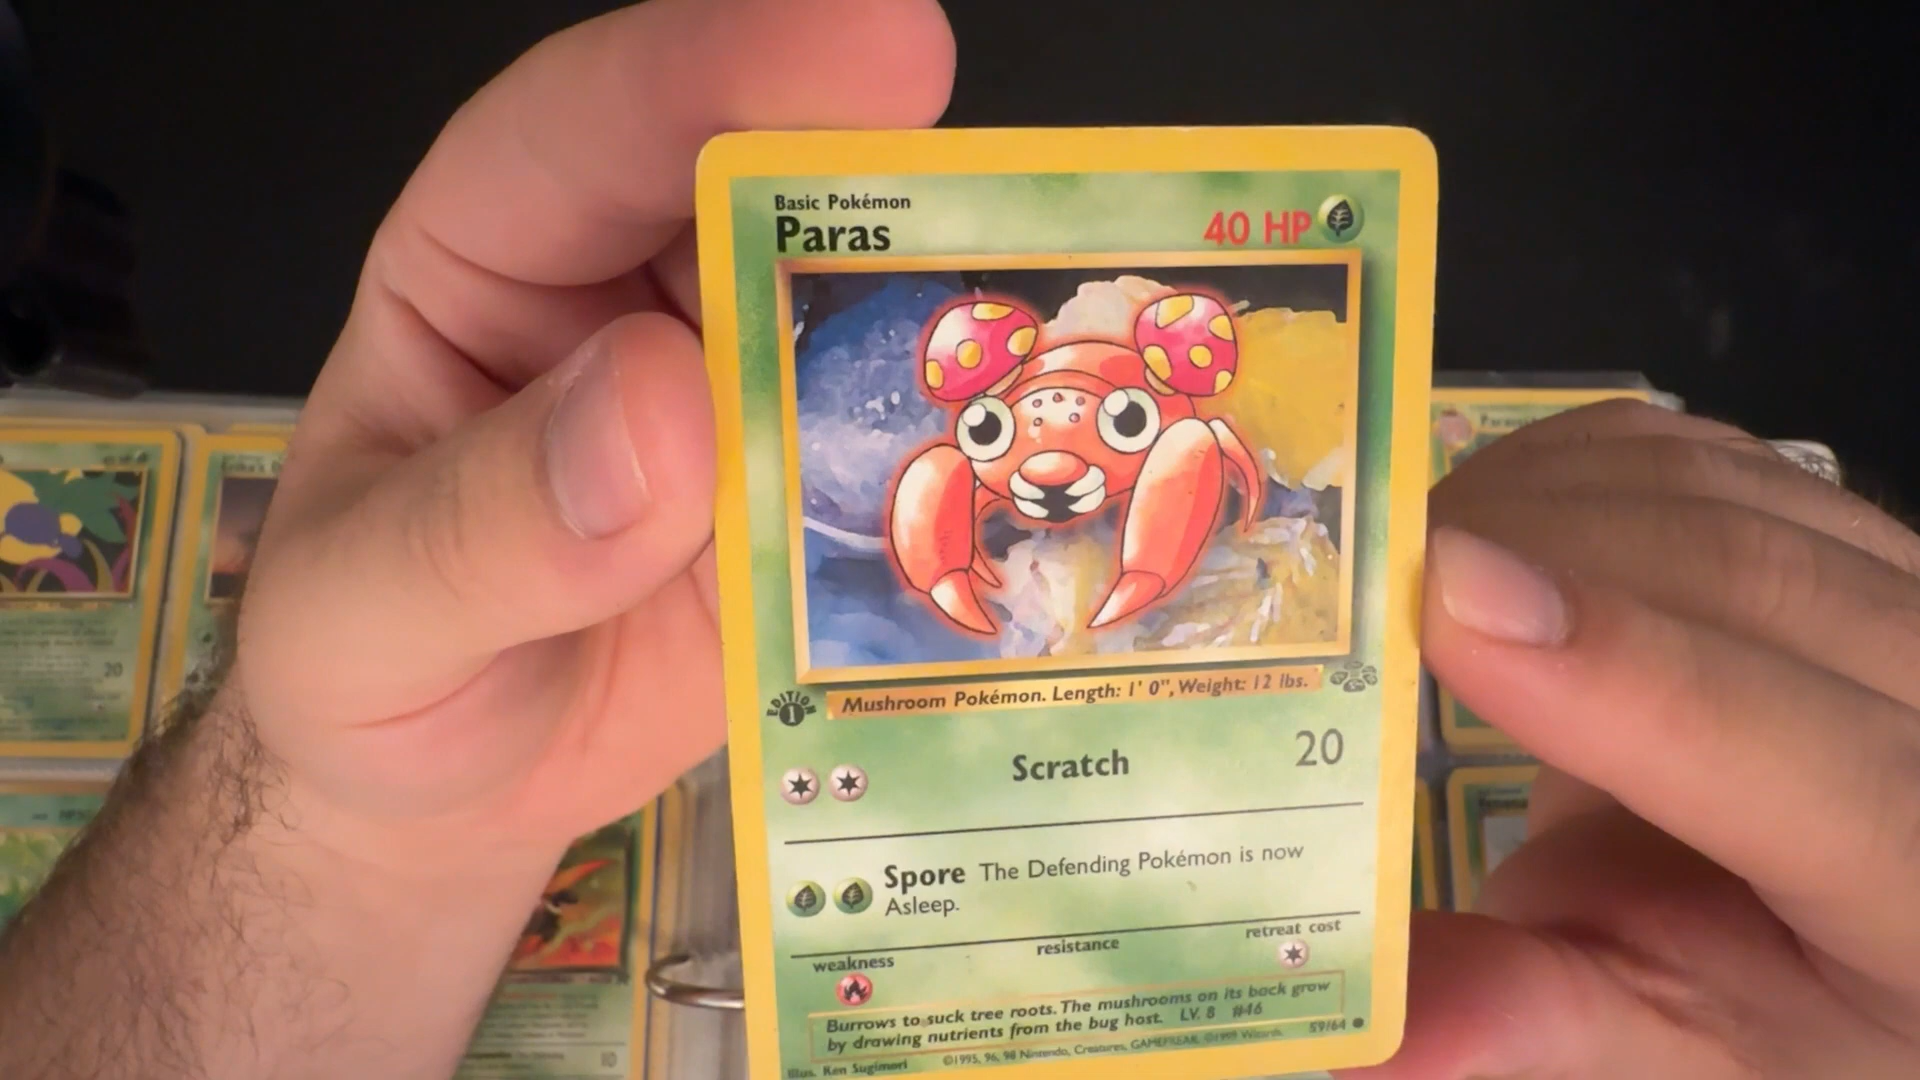 Basic Pokémon
Paras
40 HP
EDITION
1
Mushroom Pokémon. Length: 1' 0", Weight: 12 lbs.
Scratch 20
Spore The Defending Pokémon is now
Asleep.
weakness resistance retreat cost
Burrows to suck tree roots. The mushrooms on its back grow
by drawing nutrients from the bug host. LV. 8 #46
Illus. Ken Sugimori ©1995, 96, 98 Nintendo, Creatures, GAMEFREAK. ©1999 Wizards. 59/64
20
10